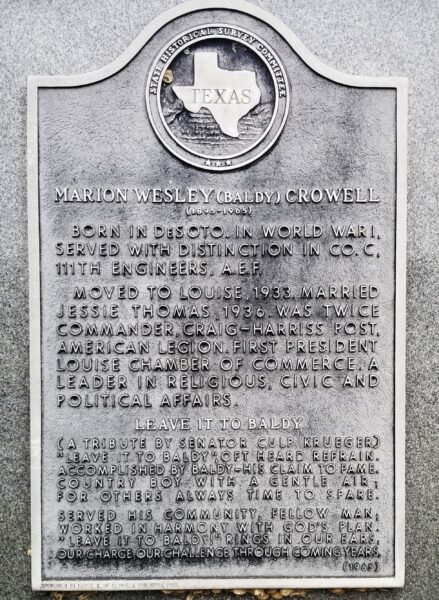 STATE HISTORICAL SURVEY COMMITTEE
TEXAS
MARION WESLEY (BALDY) CROWELL
(1895-1965)
BORN IN DeSOTO. IN WORLD WAR I,
SERVED WITH DISTINCTION IN CO. C,
111TH ENGINEERS, A.E.F.
MOVED TO LOUISE, 1933. MARRIED
JESSIE THOMAS, 1936. WAS TWICE
COMMANDER, CRAIG-HARRISS POST,
AMERICAN LEGION. FIRST PRESIDENT
LOUISE CHAMBER OF COMMERCE. A
LEADER IN RELIGIOUS, CIVIC AND
POLITICAL AFFAIRS.
LEAVE IT TO BALDY
(A TRIBUTE BY SENATOR CULP KRUEGER)
"LEAVE IT TO BALDY," OFT HEARD REFRAIN.
ACCOMPLISHED BY BALDY-HIS CLAIM TO FAME.
COUNTRY BOY WITH A GENTLE AIR;
FOR OTHERS ALWAYS TIME TO SPARE.
SERVED HIS COMMUNITY, FELLOW MAN;
WORKED IN HARMONY WITH GOD'S PLAN;
"LEAVE IT TO BALDY!" RINGS IN OUR EARS,
OUR CHARGE, OUR CHALLENGE THROUGH COMING YEARS.
SPONSORED BY